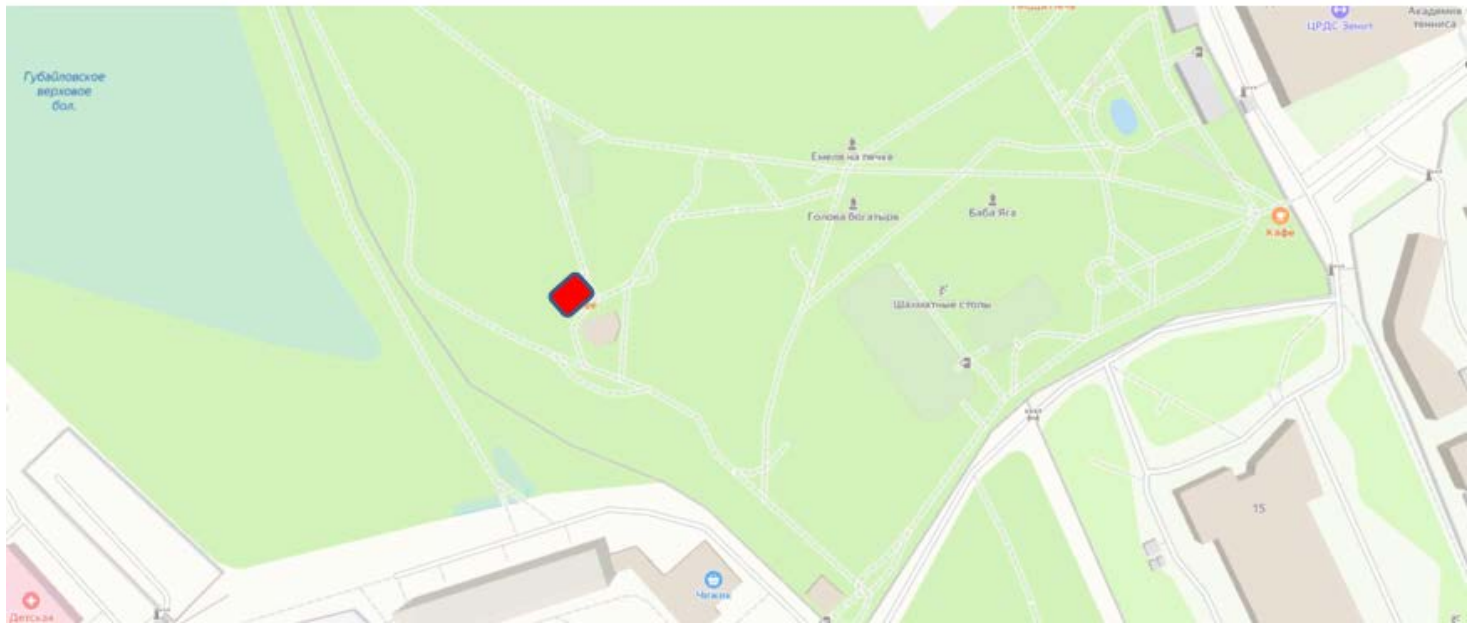 ЦРДС Зенит
Академия
тенниса
Губайловское
верховое
бол.
Емеля на печке
Голова богатыря
Баба Яга
Кафе
Шахматные столы
15
Чижик
Детская